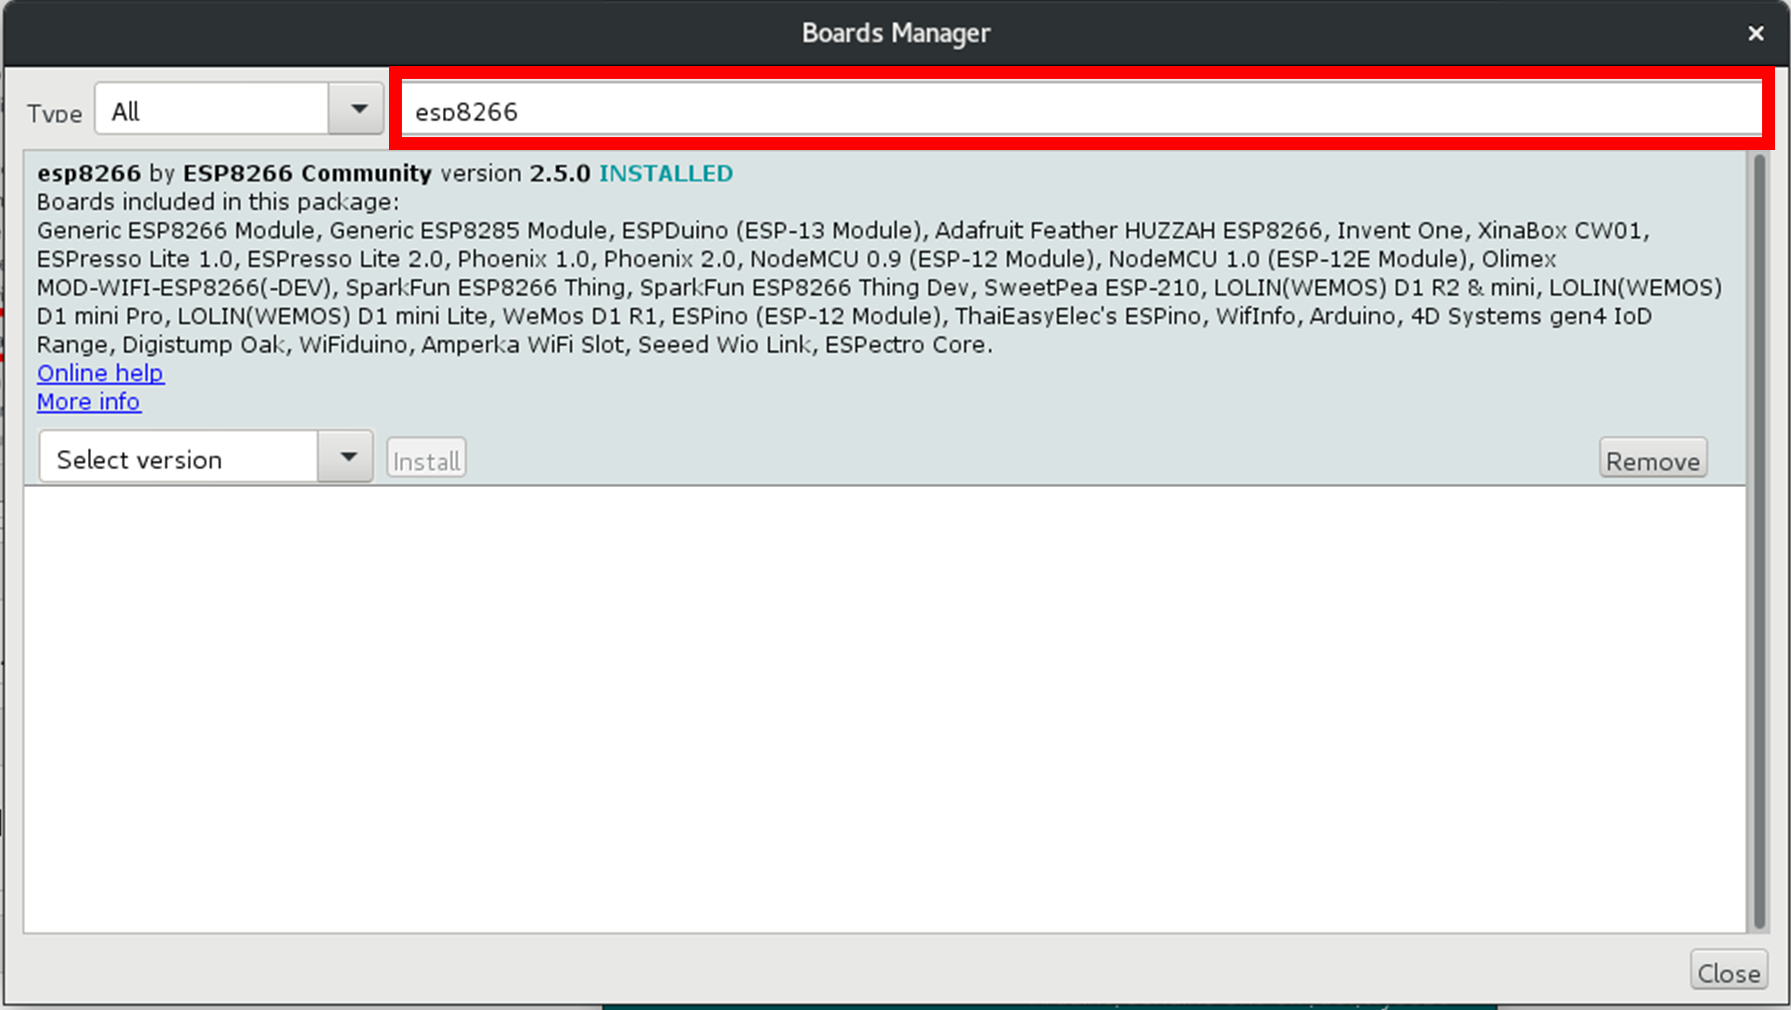 Boards Manager
Type All esp8266
esp8266 by ESP8266 Community version 2.5.0 INSTALLED
Boards included in this package:
Generic ESP8266 Module, Generic ESP8285 Module, ESPDuino (ESP-13 Module), Adafruit Feather HUZZAH ESP8266, Invent One, XinaBox CW01,
ESPresso Lite 1.0, ESPresso Lite 2.0, Phoenix 1.0, Phoenix 2.0, NodeMCU 0.9 (ESP-12 Module), NodeMCU 1.0 (ESP-12E Module), Olimex
MOD-WIFI-ESP8266(-DEV), SparkFun ESP8266 Thing, SparkFun ESP8266 Thing Dev, SweetPea ESP-210, LOLIN(WEMOS) D1 R2 & mini, LOLIN(WEMOS)
D1 mini Pro, LOLIN(WEMOS) D1 mini Lite, WeMos D1 R1, ESPino (ESP-12 Module), ThaiEasyElec's ESPino, WifInfo, Arduino, 4D Systems gen4 IoD
Range, Digistump Oak, WiFiduino, Amperka WiFi Slot, Seeed Wio Link, ESPectro Core.
Online help
More info
Select version Install Remove
Close